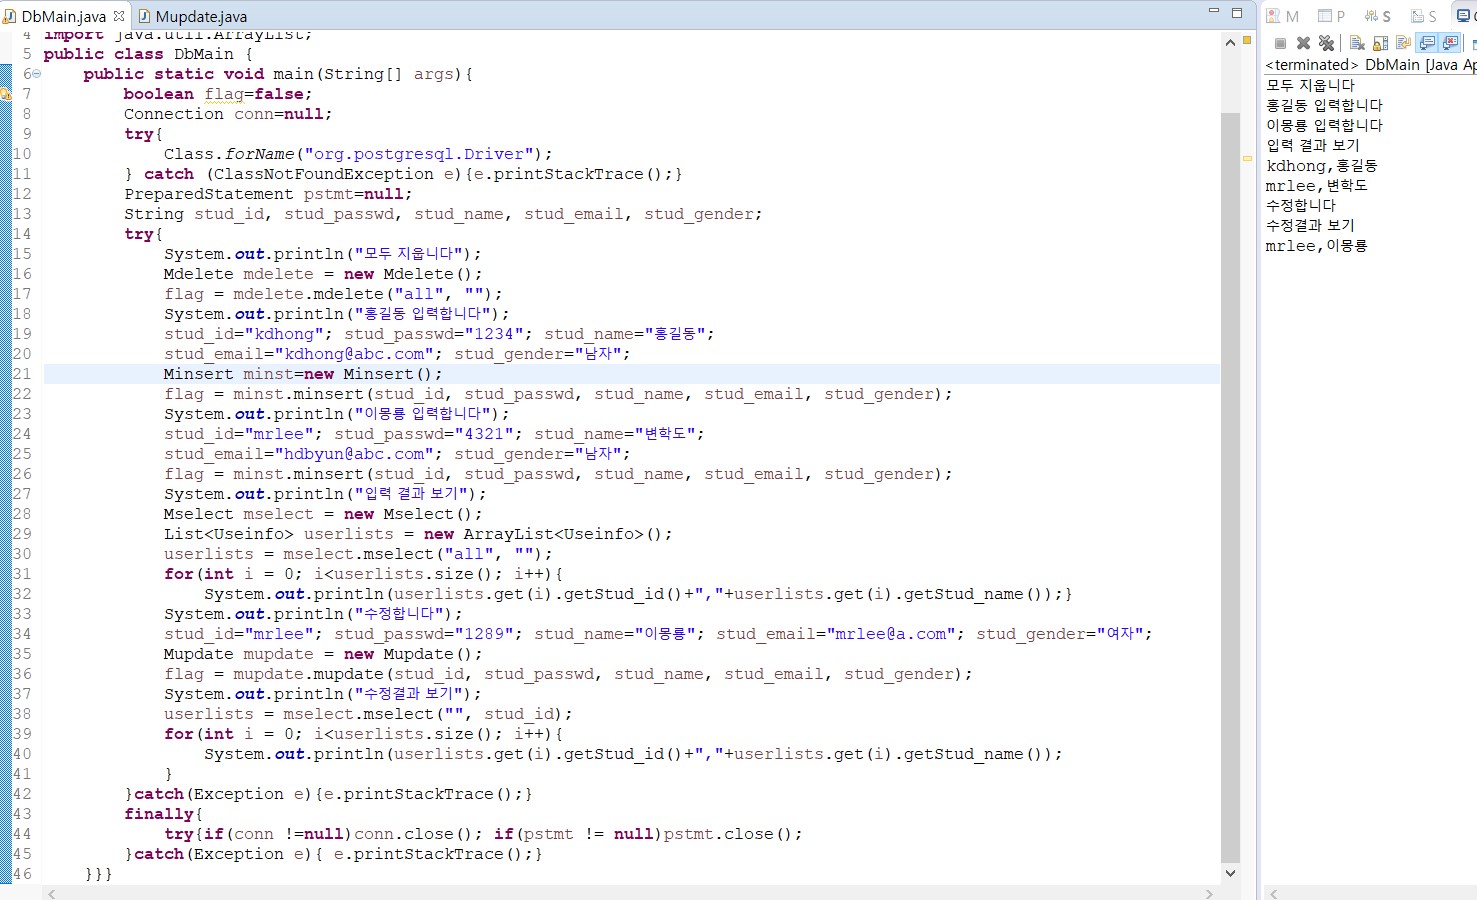 DbMain.java
Mupdate.java
4 import java.util.ArrayList;
5 public class DbMain {
6 public static void main(String[] args){
7 boolean flag=false;
8 Connection conn=null;
9 try{
10 Class.forName("org.postgresql.Driver");
11 } catch (ClassNotFoundException e){e.printStackTrace();}
12 PreparedStatement pstmt=null;
13 String stud_id, stud_passwd, stud_name, stud_email, stud_gender;
14 try{
15 System.out.println("모두 지웁니다");
16 Mdelete mdelete = new Mdelete();
17 flag = mdelete.mdelete("all", "");
18 System.out.println("홍길동 입력합니다");
19 stud_id="kdhong"; stud_passwd="1234"; stud_name="홍길동";
20 stud_email="kdhong@abc.com"; stud_gender="남자";
21 Minsert minst=new Minsert();
22 flag = minst.minsert(stud_id, stud_passwd, stud_name, stud_email, stud_gender);
23 System.out.println("이몽룡 입력합니다");
24 stud_id="mrlee"; stud_passwd="4321"; stud_name="변학도";
25 stud_email="hdbyun@abc.com"; stud_gender="남자";
26 flag = minst.minsert(stud_id, stud_passwd, stud_name, stud_email, stud_gender);
27 System.out.println("입력 결과 보기");
28 Mselect mselect = new Mselect();
29 List<Useinfo> userlists = new ArrayList<Useinfo>();
30 userlists = mselect.mselect("all", "");
31 for(int i = 0; i<userlists.size(); i++){
32 System.out.println(userlists.get(i).getStud_id()+","+userlists.get(i).getStud_name());}
33 System.out.println("수정합니다");
34 stud_id="mrlee"; stud_passwd="1289"; stud_name="이몽룡"; stud_email="mrlee@a.com"; stud_gender="여자";
35 Mupdate mupdate = new Mupdate();
36 flag = mupdate.mupdate(stud_id, stud_passwd, stud_name, stud_email, stud_gender);
37 System.out.println("수정결과 보기");
38 userlists = mselect.mselect("", stud_id);
39 for(int i = 0; i<userlists.size(); i++){
40 System.out.println(userlists.get(i).getStud_id()+","+userlists.get(i).getStud_name());
41 }
42 }catch(Exception e){e.printStackTrace();}
43 finally{
44 try{if(conn !=null)conn.close(); if(pstmt != null)pstmt.close();
45 }catch(Exception e){ e.printStackTrace();}
46 }}}
M P S S
<terminated> DbMain [Java Ap
모두 지웁니다
홍길동 입력합니다
이몽룡 입력합니다
입력 결과 보기
kdhong,홍길동
mrlee,변학도
수정합니다
수정결과 보기
mrlee,이몽룡